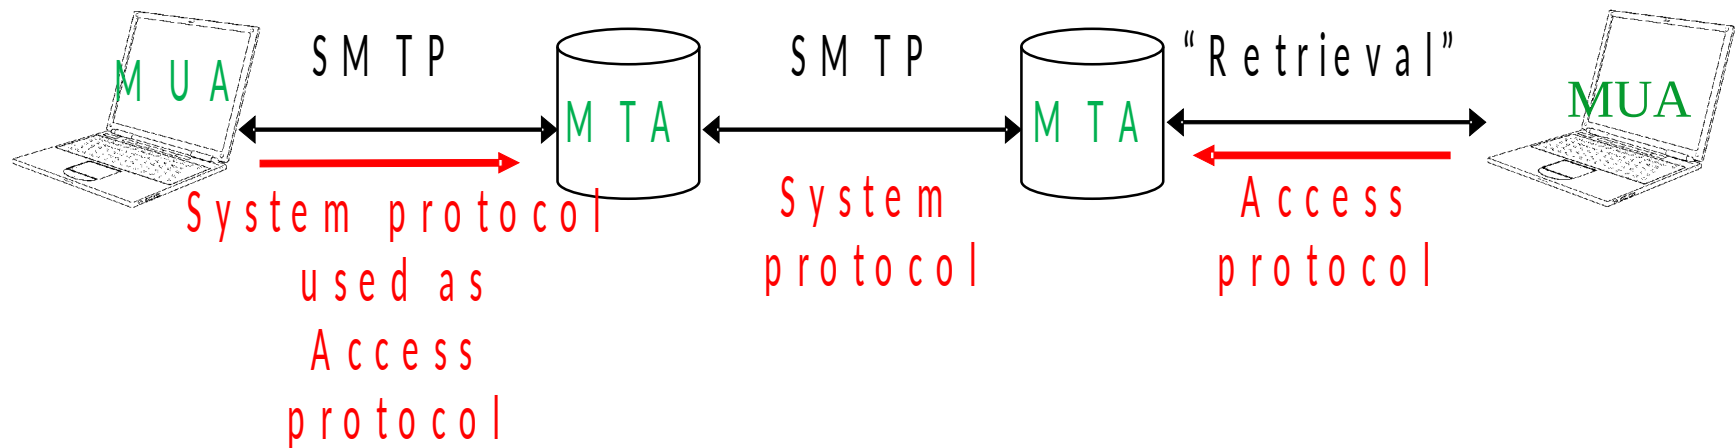 SMTP
SMTP
“Retrieval”
MUA
MTA
MTA
MUA
System protocol
used as
Access
protocol
System
protocol
Access
protocol